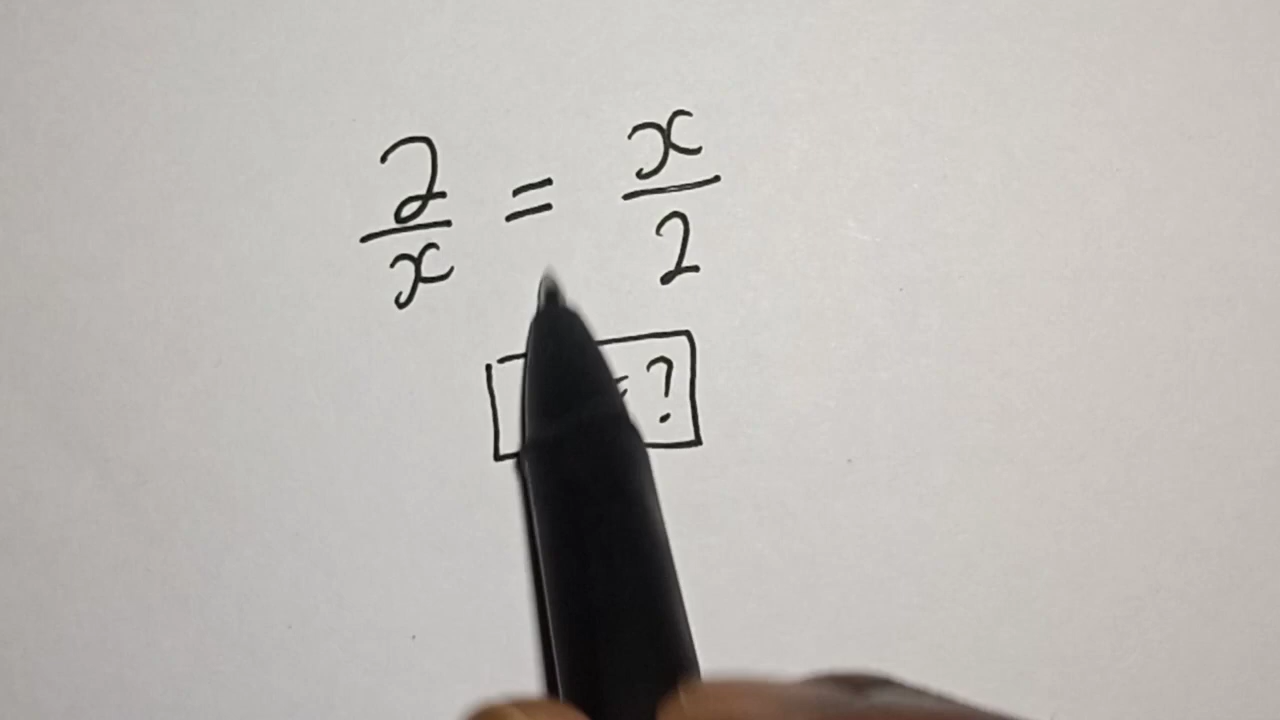 2/x = x/2
= ?